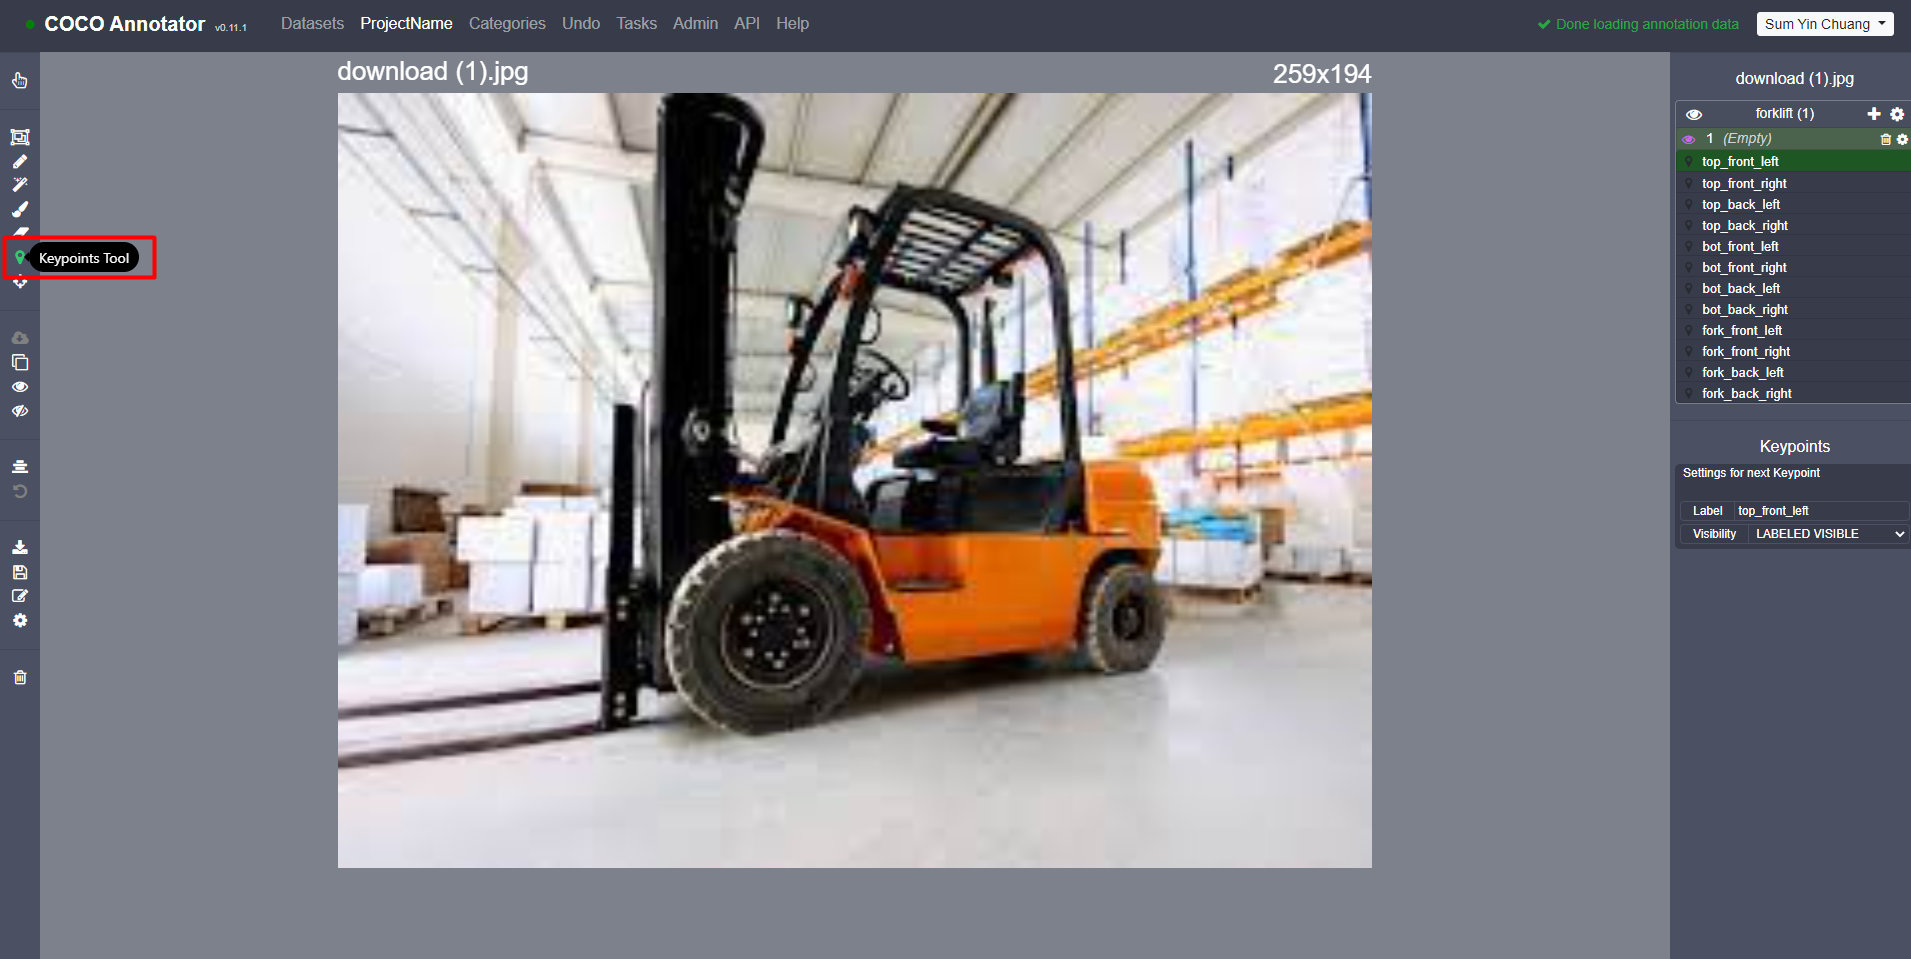 COCO Annotator v0.11.1 Datasets ProjectName Categories Undo Tasks Admin API Help Done loading annotation data Sum Yin Chuang
download (1).jpg 259x194
Keypoints Tool
download (1).jpg
forklift (1)
1 (Empty)
top_front_left
top_front_right
top_back_left
top_back_right
bot_front_left
bot_front_right
bot_back_left
bot_back_right
fork_front_left
fork_front_right
fork_back_left
fork_back_right
Keypoints
Settings for next Keypoint
Label top_front_left
Visibility LABELED VISIBLE